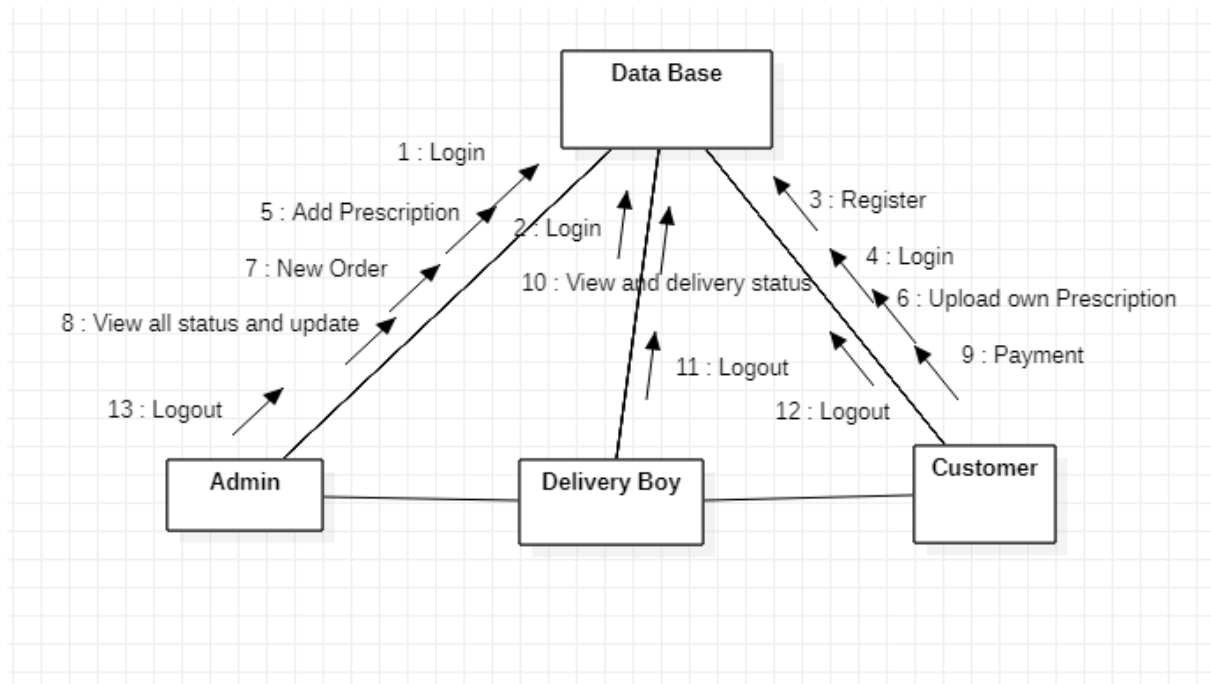 Data Base
1 : Login
3 : Register
5 : Add Prescription
2 : Login
4 : Login
7 : New Order
10 : View and delivery status
6 : Upload own Prescription
8 : View all status and update
9 : Payment
11 : Logout
13 : Logout
12 : Logout
Admin
Delivery Boy
Customer